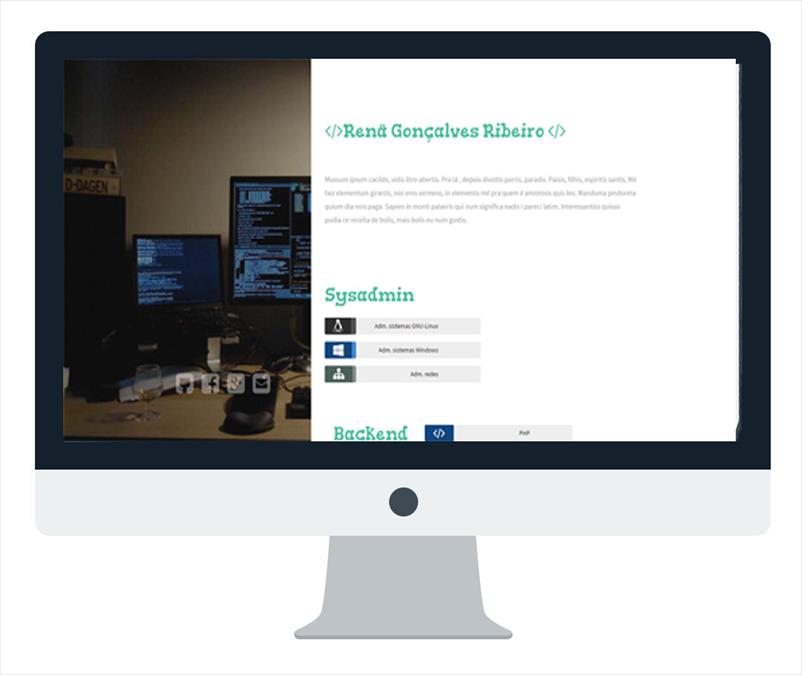 D-DAGEN
</>Renã Gonçalves Ribeiro </>
Mussum ipsum cacilds, vidis litro abertis. Pra lá , depois divoltis porris, paradis. Paisis, filhis, espiritis santis. Mé
faiz elementum girarzis, nisi eros vermeio, in elementis mé pra quem é amistosis quis leo. Manduma pindureta
quium dia nois paga. Sapien in monti palavris qui num significa nadis i pareci latim. Interessantiss quisso
pudia ce receita de bolis, mais bolis eu num gostis.
Sysadmin
Adm. sistemas GNU-Linux
Adm. sistemas Windows
Adm. redes
Backend </> PHP